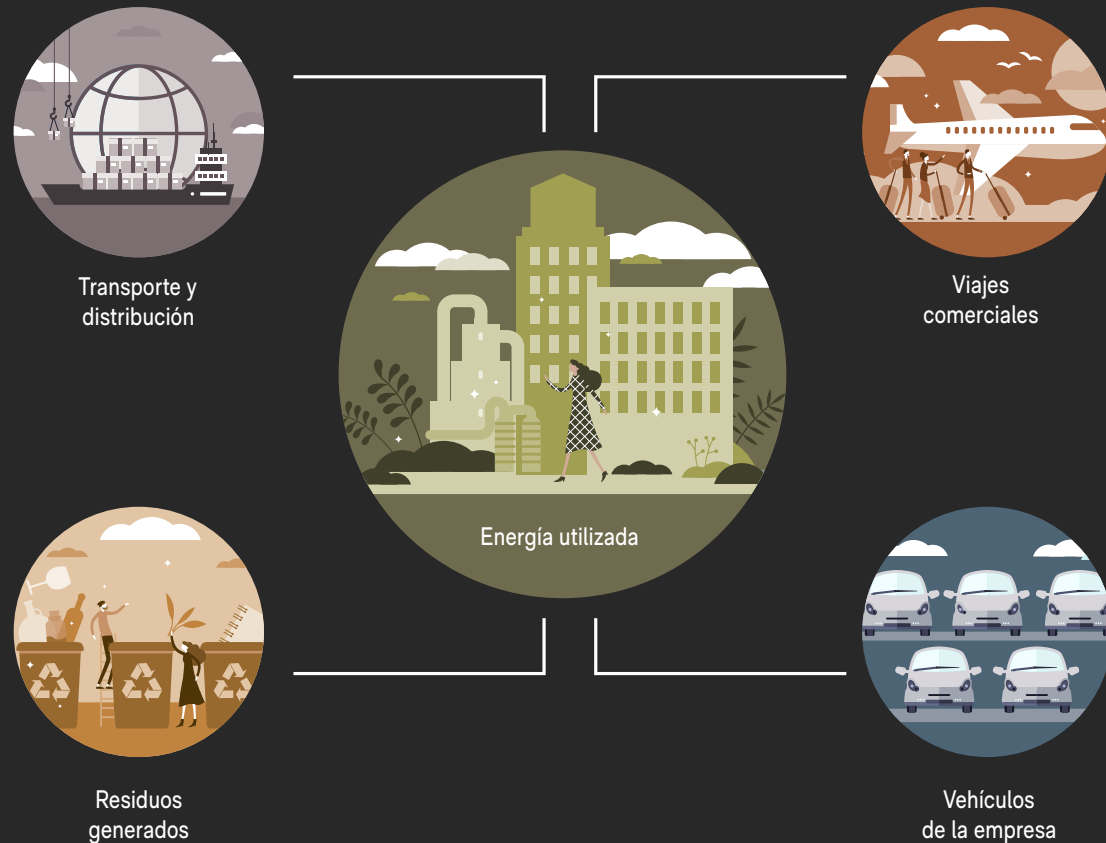 Transporte y
distribución
Viajes
comerciales
Energía utilizada
Residuos
generados
Vehículos
de la empresa